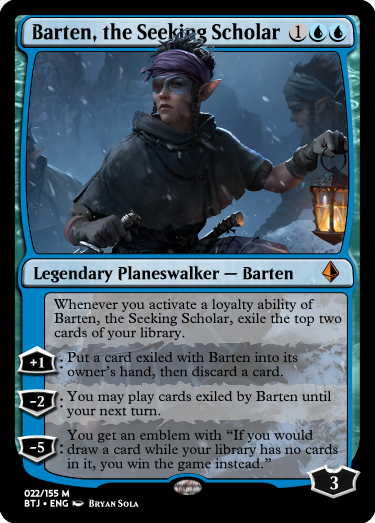 Barten, the Seeking Scholar 1
Legendary Planeswalker — Barten
Whenever you activate a loyalty ability of
Barten, the Seeking Scholar, exile the top two
cards of your library.
+1: Put a card exiled with Barten into its
owner's hand, then discard a card.
-2: You may play cards exiled by Barten until
your next turn.
-5: You get an emblem with “If you would
draw a card while your library has no cards
in it, you win the game instead.”
3
022/155 M
BTJ • ENG Bryan Sola